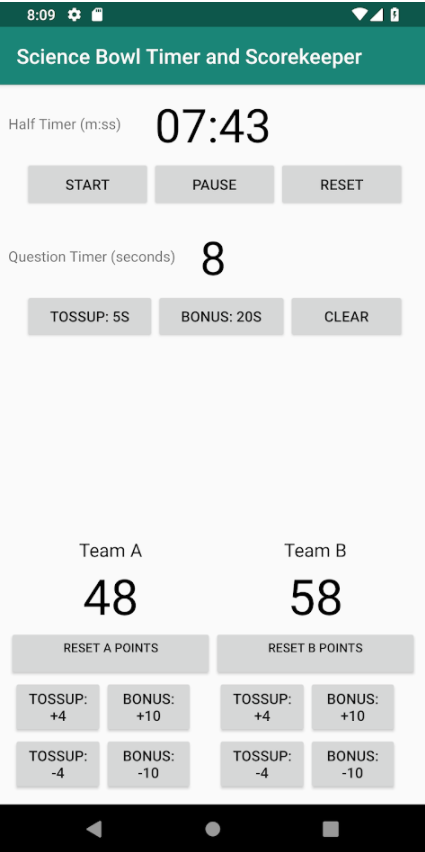 8:09
Science Bowl Timer and Scorekeeper
Half Timer (m:ss) 07:43
START PAUSE RESET
Question Timer (seconds) 8
TOSSUP: 5S BONUS: 20S CLEAR
Team A Team B
48 58
RESET A POINTS RESET B POINTS
TOSSUP: BONUS: TOSSUP: BONUS:
+4 +10 +4 +10
TOSSUP: BONUS: TOSSUP: BONUS:
-4 -10 -4 -10